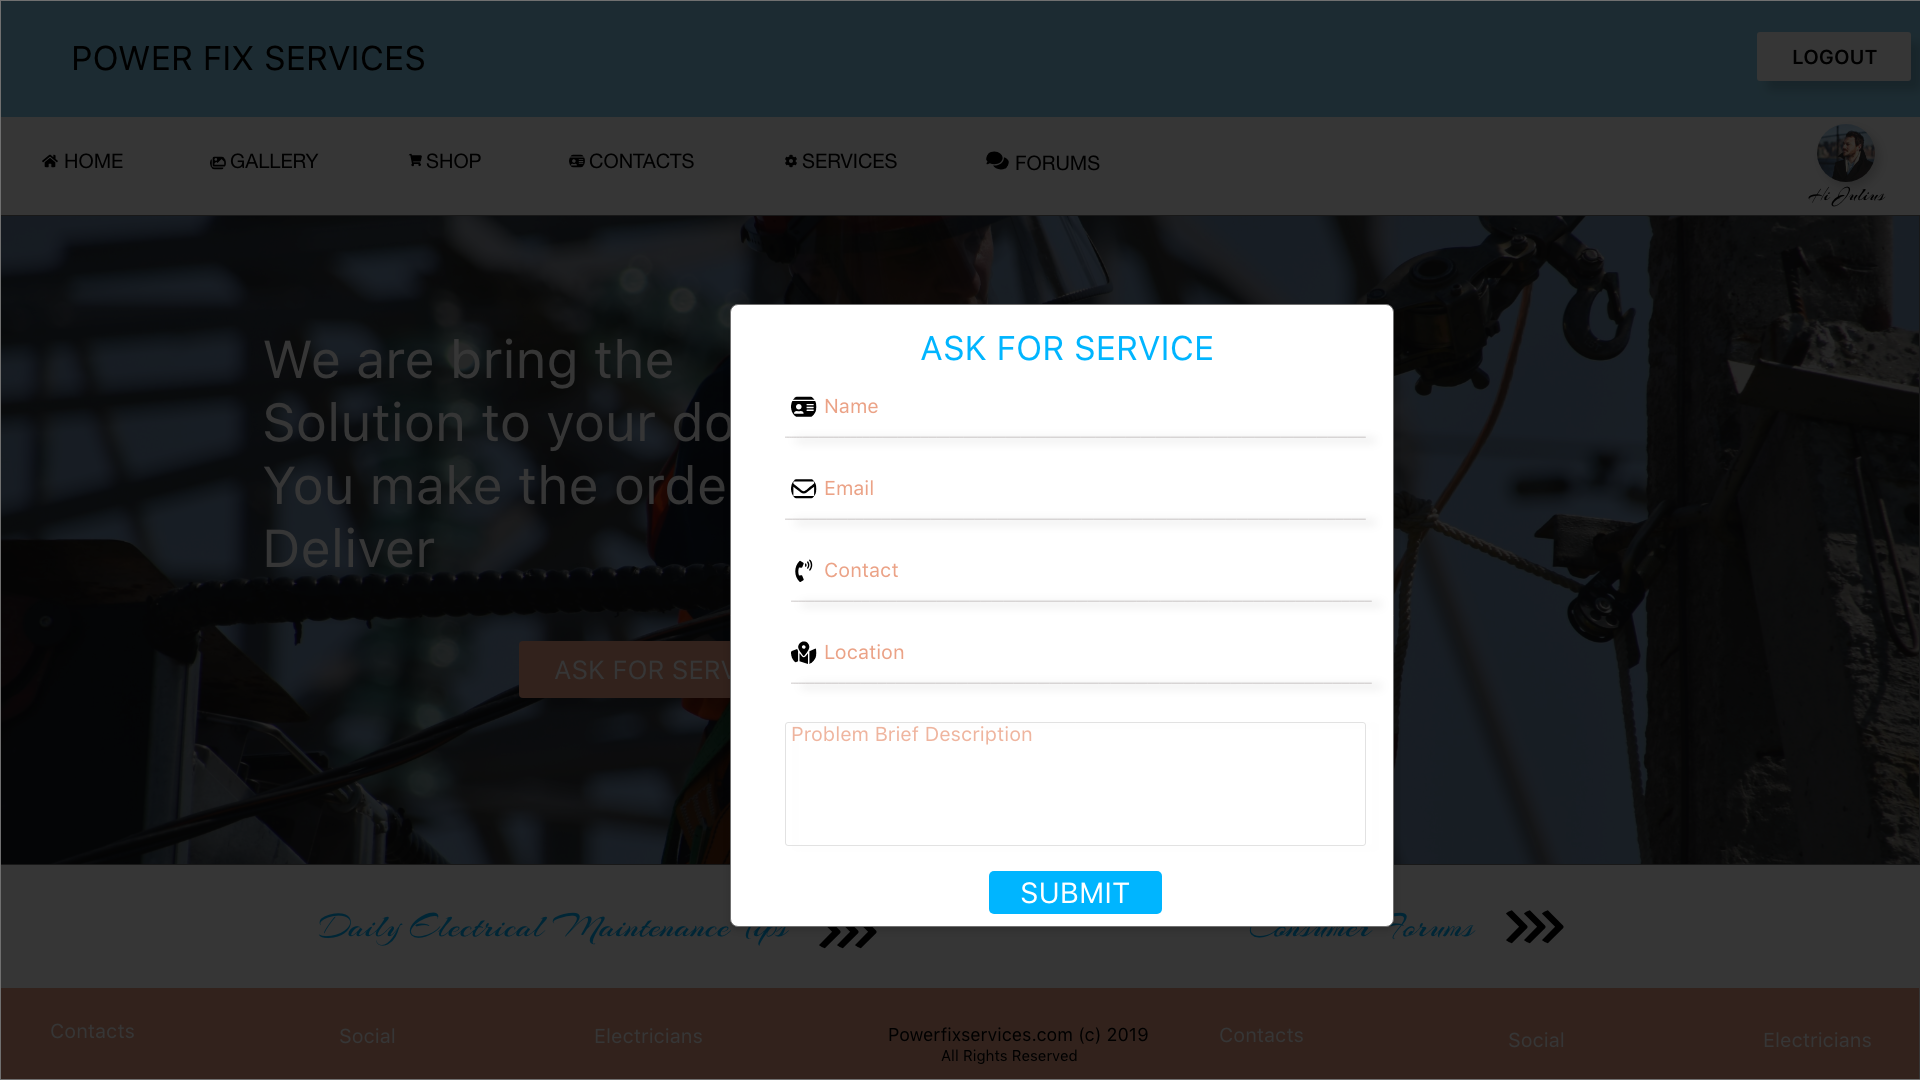 POWER FIX SERVICES
LOGOUT
HOME
GALLERY
SHOP
CONTACTS
SERVICES
FORUMS
Hi Julius
We are bring the
Solution to your do
You make the orde
Deliver
ASK FOR SERV
ASK FOR SERVICE
Name
Email
Contact
Location
Problem Brief Description
SUBMIT
Daily Electrical Maintenance Tips
Consumer Forums
Contacts
Social
Electricians
Powerfixservices.com (c) 2019
All Rights Reserved
Contacts
Social
Electricians